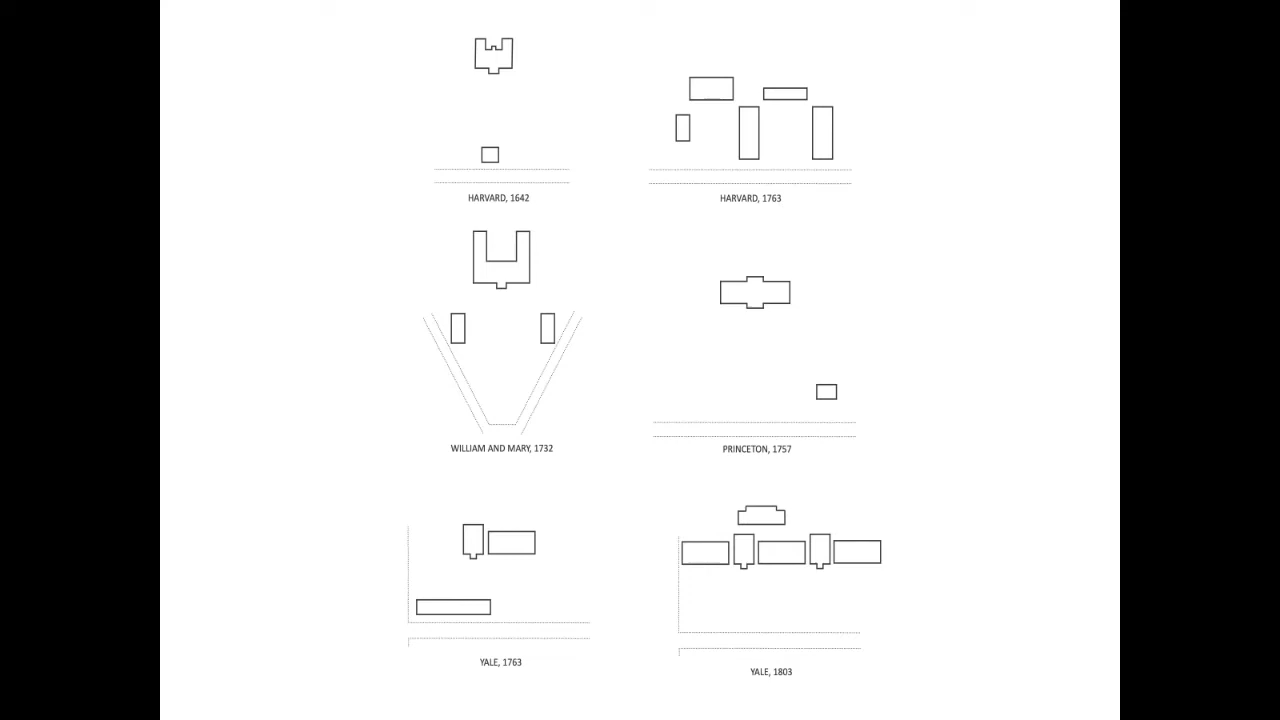 HARVARD, 1642
HARVARD, 1763
WILLIAM AND MARY, 1732
PRINCETON, 1757
YALE, 1763
YALE, 1803